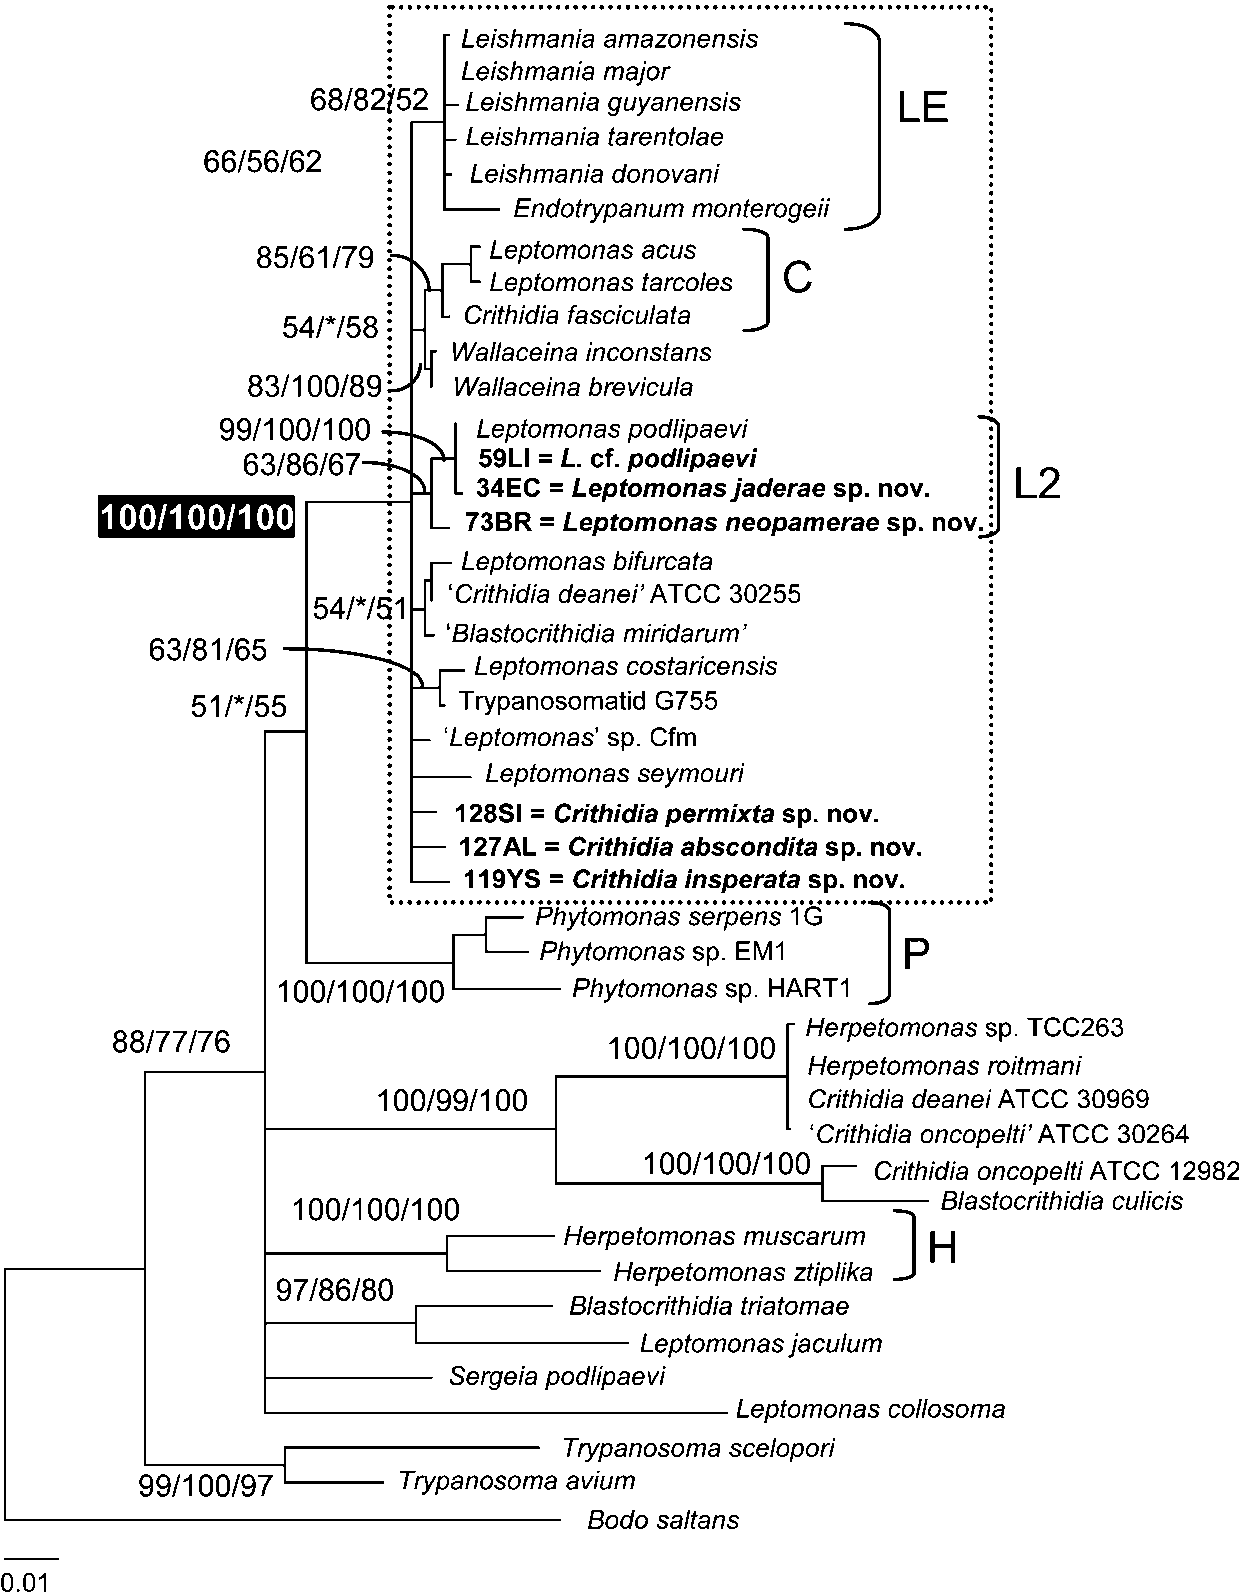 Leishmania amazonensis
Leishmania major
68/82/52
Leishmania guyanensis
LE
Leishmania tarentolae
66/56/62
Leishmania donovani
Endotrypanum monterogeii
85/61/79
Leptomonas acus
Leptomonas tarcoles
C
Crithidia fasciculata
54/*/58
Wallaceina inconstans
83/100/89
Wallaceina brevicula
99/100/100
Leptomonas podlipaevi
63/86/67
59LI = L. cf. podlipaevi
34EC = Leptomonas jaderae sp. nov.
L2
100/100/100
73BR = Leptomonas neopamerae sp. nov.
Leptomonas bifurcata
‘Crithidia deanei’ ATCC 30255
54/*/51
‘Blastocrithidia miridarum’
63/81/65
Leptomonas costaricensis
51/*/55
Trypanosomatid G755
‘Leptomonas’ sp. Cfm
Leptomonas seymouri
128SI = Crithidia permixta sp. nov.
127AL = Crithidia abscondita sp. nov.
119YS = Crithidia insperata sp. nov.
Phytomonas serpens 1G
Phytomonas sp. EM1
P
100/100/100
Phytomonas sp. HART1
88/77/76
Herpetomonas sp. TCC263
100/100/100
Herpetomonas roitmani
100/99/100
Crithidia deanei ATCC 30969
‘Crithidia oncopelti’ ATCC 30264
100/100/100
Crithidia oncopelti ATCC 12982
Blastocrithidia culicis
100/100/100
Herpetomonas muscarum
H
Herpetomonas ztiplika
97/86/80
Blastocrithidia triatomae
Leptomonas jaculum
Sergeia podlipaevi
Leptomonas collosoma
Trypanosoma scelopori
99/100/97
Trypanosoma avium
Bodo saltans
0.01